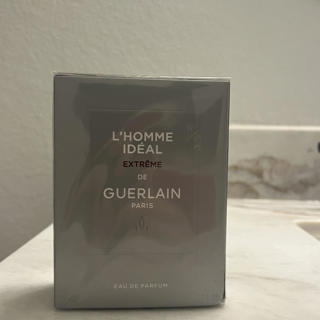 L'HOMME
IDÉAL
EXTRÊME
DE
GUERLAIN
PARIS
EAU DE PARFUM